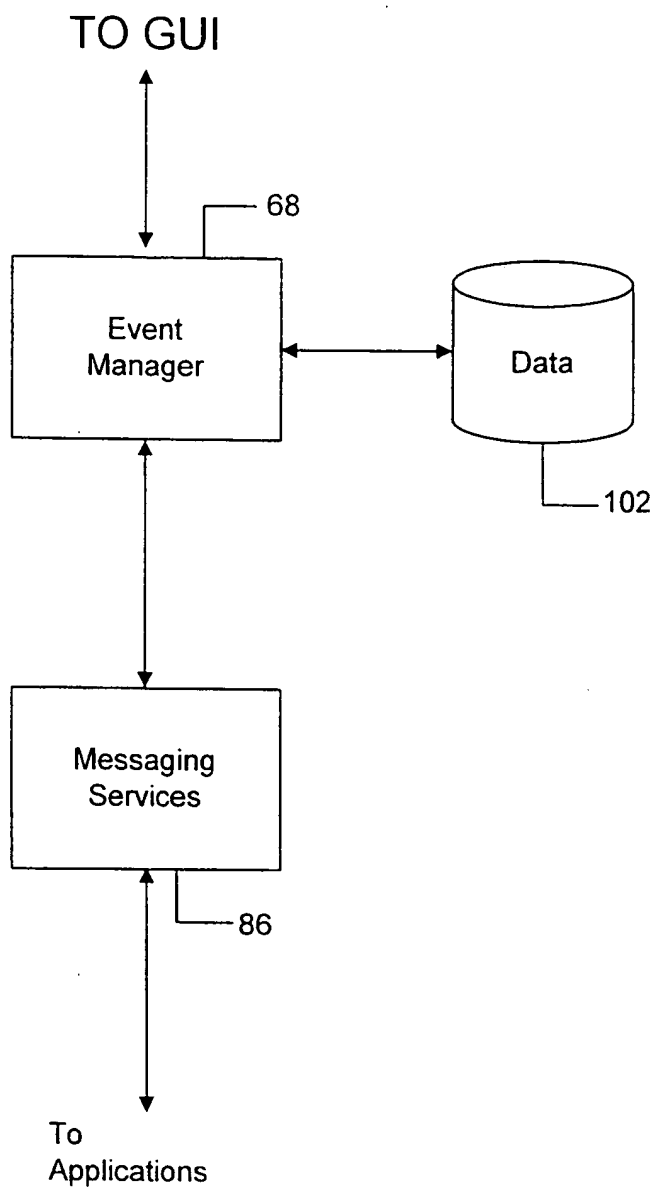 TO GUI
68
Event
Manager
Data
102
Messaging
Services
86
To
Applications